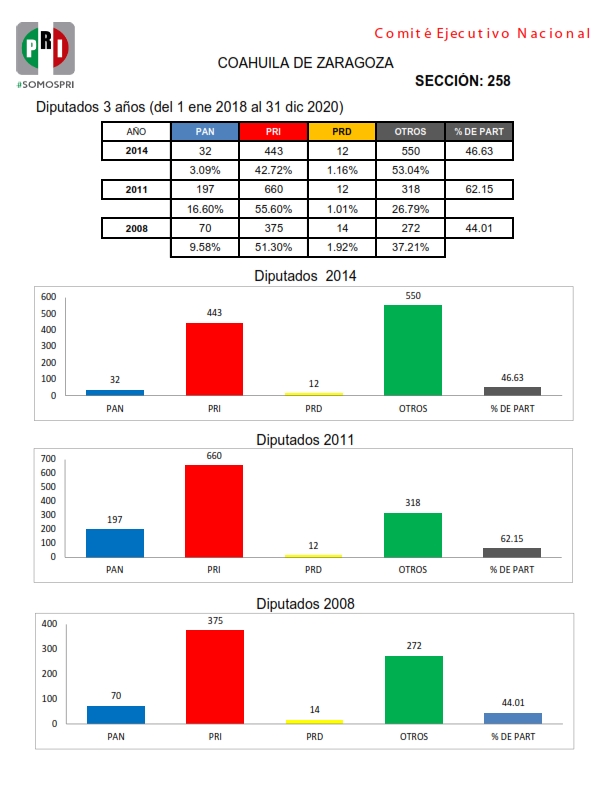 Comité Ejecutivo Nacional
PRI
#SOMOSPRI
COAHUILA DE ZARAGOZA
SECCIÓN: 258
Diputados 3 años (del 1 ene 2018 al 31 dic 2020)
AÑO PAN PRI PRD OTROS % DE PART
2014 32 443 12 550 46.63
3.09% 42.72% 1.16% 53.04%
2011 197 660 12 318 62.15
16.60% 55.60% 1.01% 26.79%
2008 70 375 14 272 44.01
9.58% 51.30% 1.92% 37.21%
Diputados 2014
600
500
400
300
200
100
0
32 443 12 550 46.63
PAN PRI PRD OTROS % DE PART
Diputados 2011
700
600
500
400
300
200
100
0
197 660 12 318 62.15
PAN PRI PRD OTROS % DE PART
Diputados 2008
400
300
200
100
0
70 375 14 272 44.01
PAN PRI PRD OTROS % DE PART